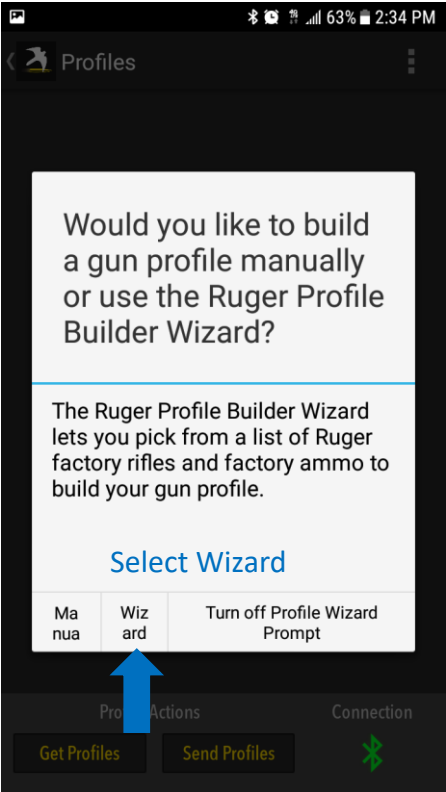 63% 2:34 PM
Profiles
Would you like to build
a gun profile manually
or use the Ruger Profile
Builder Wizard?
The Ruger Profile Builder Wizard
lets you pick from a list of Ruger
factory rifles and factory ammo to
build your gun profile.
Select Wizard
Ma
nua
Wiz
ard
Turn off Profile Wizard
Prompt
Actions
Connection
Get Profiles
Send Profiles